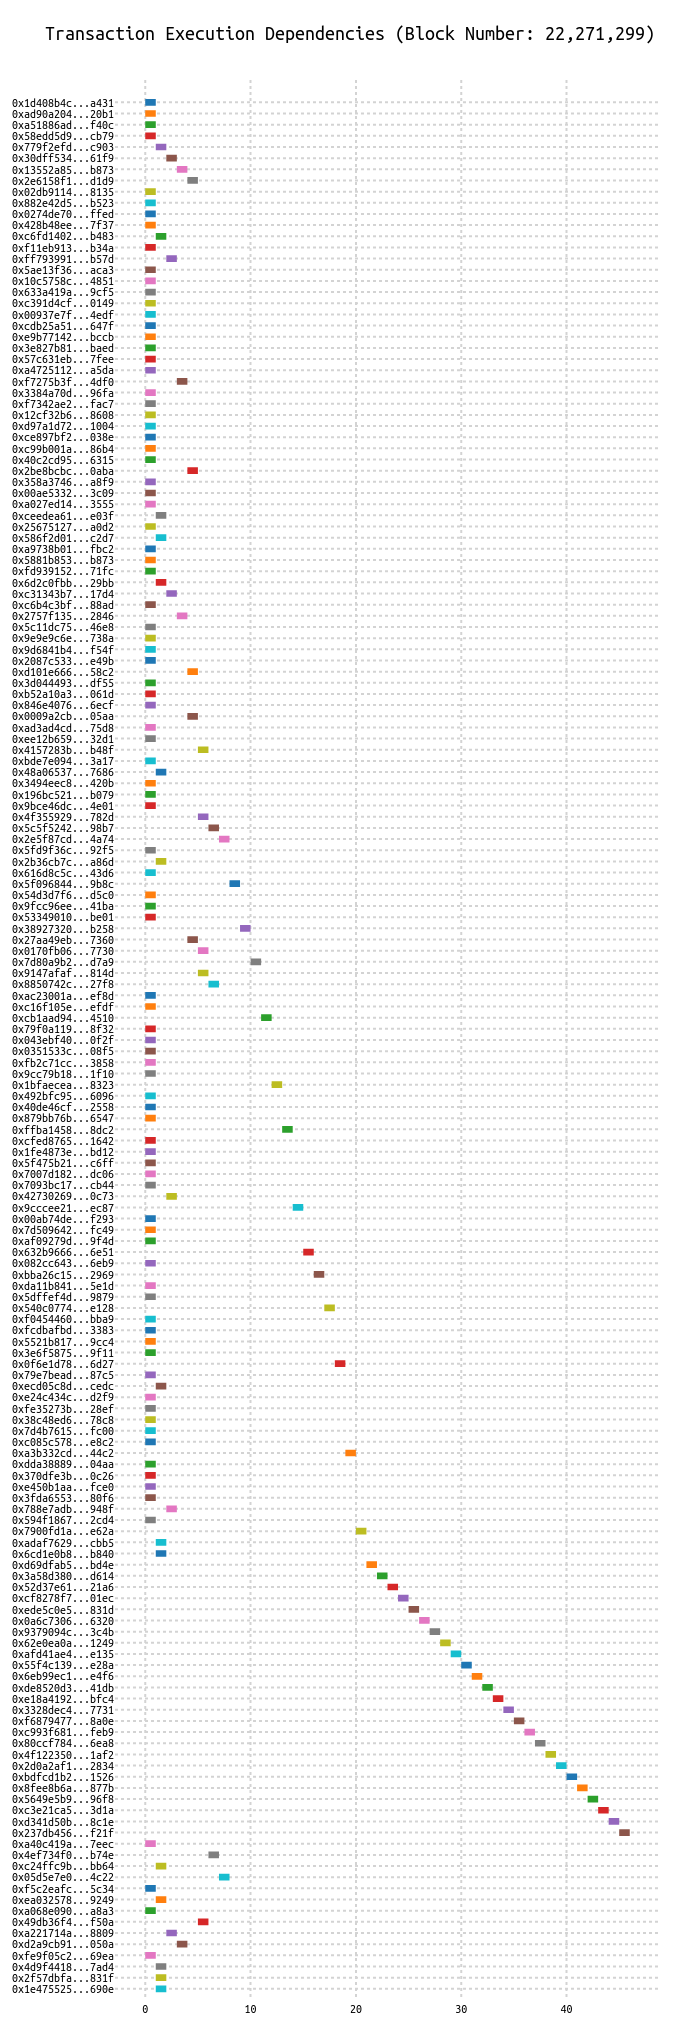 Transaction Execution Dependencies (Block Number: 22,271,299)
0x1d408b4c...a431
0xad90a204...20b1
0xa5186ad...f40c
0x58edd5d9...cb79
0x779f2efd...c903
0x30dff534...61f9
0x13552a85...b873
0x2e6158f1...d1d9
0x02db9114...8135
0x882e42d5...b523
0x0274de70...ffed
0x428b48ee...7f37
0xc6fd1402...b483
0xf11eb913...b34a
0xff793991...b57d
0x5ae13f36...aca3
0x10c5758c...4851
0x633a419a...9cf5
0xc391d4cf...0149
0x00937e7f...4edf
0xcdb25a51...647f
0xe9b77142...bccb
0x3e827b81...baed
0x57c631eb...7fee
0xa4725112...a5da
0xf7275b3f...4df0
0x3384a70d...96fa
0xf7342ae2...fac7
0x12cf32b6...8608
0xd97a1d72...1004
0xce897bf2...038e
0xc99b001a...86b4
0x40c2cd95...6315
0x2be8bcbc...0aba
0x358a3746...a8f9
0x00ae5332...3c09
0xa027ed14...3555
0xceedea61...e03f
0x25675127...a0d2
0x586f2d01...c2d7
0xa9738b01...fbc2
0x5881b853...b873
0xfd939152...71fc
0x6d2c0fbb...29bb
0xc31343b7...17d4
0xc6b4c3bf...88ad
0x2757f135...2846
0x5c11dc75...46e8
0x9e9e9c6e...738a
0x9d6841b4...f54f
0x2087c533...e49b
0xd101e666...58c2
0x3d044493...df55
0xb52a10a3...061d
0x846e4076...6ecf
0x0009a2cb...05aa
0xad3ad4cd...75d8
0xee12b659...32d1
0x4157283b...b48f
0xbde7e094...3a17
0x48a06537...7686
0x3494eec8...420b
0x196bc521...b079
0x9bce46dc...4e01
0x4f355929...782d
0x5c5f5242...98b7
0x2e5f87cd...4a74
0x5fd9f36c...92f5
0x2b36cb7c...a86d
0x616d8c5c...43d6
0x5f096844...9b8c
0x54d3d7f6...d5c0
0x9fcc96ee...41ba
0x53349010...be01
0x38927320...b258
0x27aa49eb...7360
0x0170fb06...7730
0x7d80a9b2...d7a9
0x9147afaf...814d
0x8850742c...27f8
0xac23001a...ef8d
0xc16f105e...efdf
0xcb1aad94...4510
0x79f0a119...8f32
0x043ebf40...0f2f
0x0351533c...08f5
0xfb2c71cc...3858
0x9cc79b18...1f10
0x1bfaecea...8323
0x492bfc95...6096
0x40de46cf...2558
0x879bb76b...6547
0xffba1458...8dc2
0xcfed8765...1642
0x1fe4873e...bd12
0x5f475b21...c6ff
0x7007d182...dc06
0x7093bc17...cb44
0x42730269...0c73
0x9cccee21...ec87
0x00ab74de...f293
0x7d509642...fc49
0xaf09279d...9f4d
0x632b9666...6e51
0x082cc643...6eb9
0xbba26c15...2969
0xda11b841...5e1d
0x5dffef4d...9879
0x540c0774...e128
0xf0454460...bba9
0xfcdbafbd...3383
0x5521b817...9cc4
0x3e6f5875...9f11
0x0f6e1d78...6d27
0x79e7bead...87c5
0xecd05c8d...cedc
0xe24c434c...d2f9
0xfe35273b...28ef
0x38c48ed6...78c8
0x7d4b7615...fc00
0xc085c578...e8c2
0xa3b332cd...44c2
0xdda38889...04aa
0x370dfe3b...0c26
0xe450b1aa...fce0
0x3fda6553...80f6
0x788e7adb...948f
0x594f1867...2cd4
0x7900fd1a...e62a
0xadaf7629...cbb5
0x6cd1e0b8...b840
0xd69dfab5...bd4e
0x3a58d380...d614
0x52d37e61...21a6
0xcf8278f7...01ec
0xede5c0e5...831d
0x0a6c7306...6320
0x9379094c...3c4b
0x62e0ea0a...1249
0xafd41ae4...e135
0x55f4c139...e28a
0x6eb99ec1...e4f6
0xde8520d3...41db
0xe18a4192...bfc4
0x3328dec4...7731
0xf6879477...8a0e
0xc993f681...feb9
0x80ccf784...6ea8
0x4f122350...1af2
0x2d0a2af1...2834
0xbdfcd1b2...1526
0x8fee8b6a...877b
0x5649e5b9...96f8
0xc3e21ca5...3d1a
0xd341d50b...8c1e
0x237db456...f21f
0xa40c419a...7eec
0x4ef734f0...b74e
0xc24ffc9b...bb64
0x05d5e7e0...4c22
0xf5c2eafc...5c34
0xea032578...9249
0xa068e090...a8a3
0x49db36f4...f50a
0xa221714a...8809
0xd2a9cb91...050a
0xfe9f05c2...69ea
0x4d9f4418...7ad4
0x2f57dbfa...831f
0x1e475525...690e
0 10 20 30 40